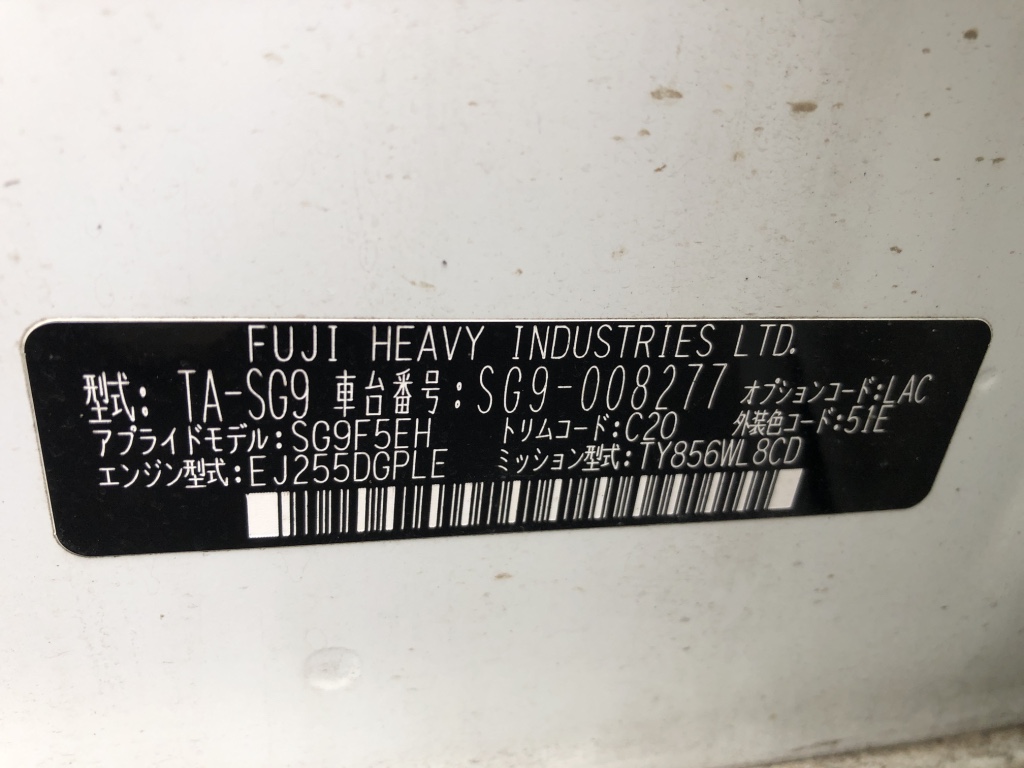 FUJI HEAVY INDUSTRIES LTD.
型式: TA-SG9 車台番号: SG9-008277 オプションコード: LAC
アプライドモデル: SG9F5EH トリムコード: C20 外装色コード: 51E
エンジン型式: EJ255DGPLE ミッション型式: TY856WL8CD